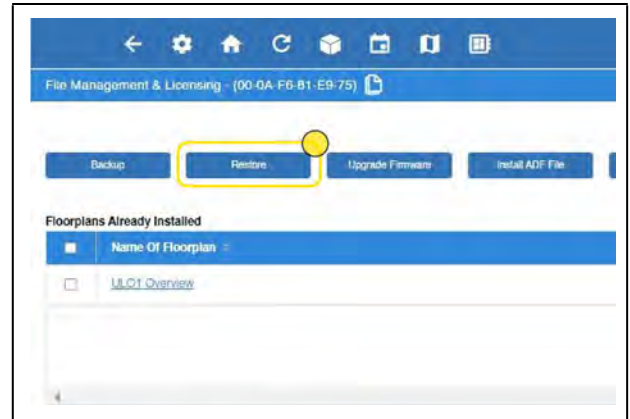 File Management & Licensing - (00-0A-F6-81-E9-75)
Backup Restore Upgrade Firmware Install ADF File
Floorplans Already Installed
Name Of Floorplan
ULO1 Overview